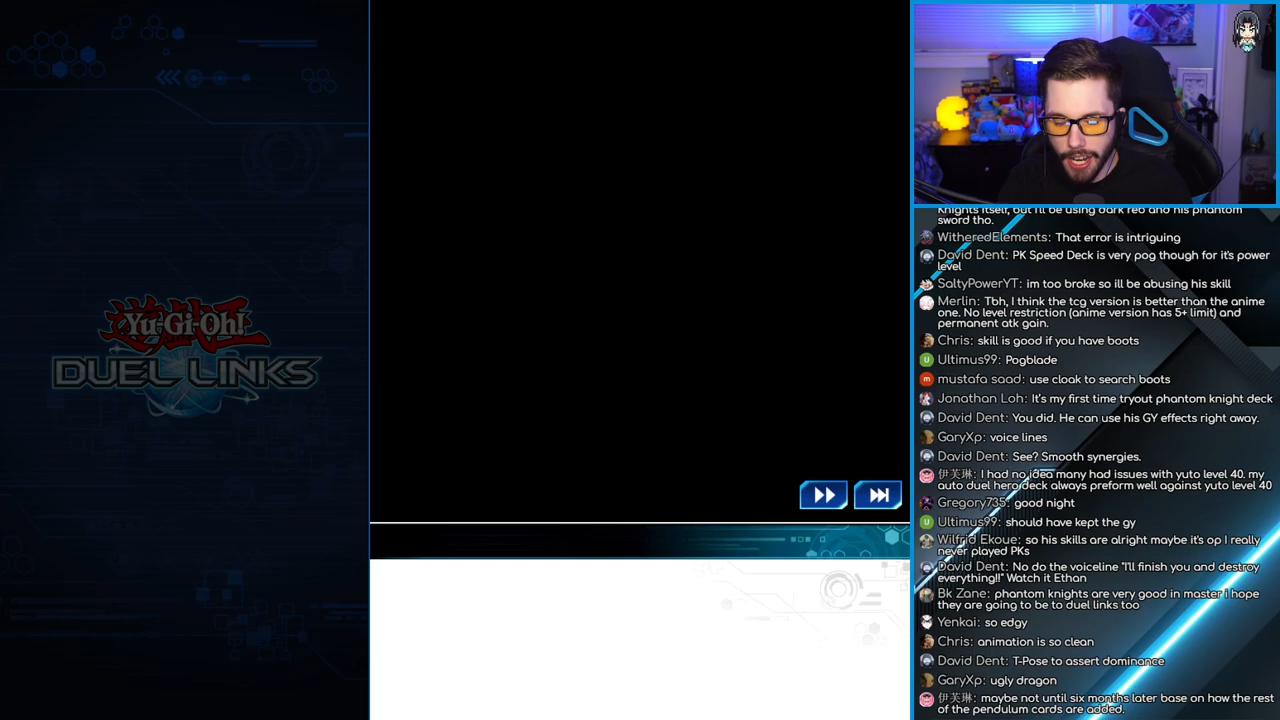 Yu-Gi-Oh!
DUEL LINKS
Knights itself, but I'll be using dark reb and his phantom
sword tho.
WitheredElements: That error is intriguing
David Dent: PK Speed Deck is very pog though for it's power
level
SaltyPowerYT: im too broke so ill be abusing his skill
Merlin: Tbh, I think the tcg version is better than the anime
one. No level restriction (anime version has 5+ limit) and
permanent atk gain.
Chris: skill is good if you have boots
Ultimus99: Pogblade
mustafa saad: use cloak to search boots
Jonathan Loh: It's my first time tryout phantom knight deck
David Dent: You did. He can use his GY effects right away.
GaryXp: voice lines
David Dent: See? Smooth synergies.
伊芙琳: I had no idea many had issues with yuto level 40. my
auto duel hero deck always preform well against yuto level 40
Gregory735: good night
Ultimus99: should have kept the gy
Wilfrid Ekoue: so his skills are alright maybe it's op I really
never played PKs
David Dent: No do the voiceline "I'll finish you and destroy
everything!!" Watch it Ethan
Bk Zane: phantom knights are very good in master i hope
they are going to be to duel links too
Yenkai: so edgy
Chris: animation is so clean
David Dent: T-Pose to assert dominance
GaryXp: ugly dragon
伊芙琳: maybe not until six months later base on how the rest
of the pendulum cards are added.